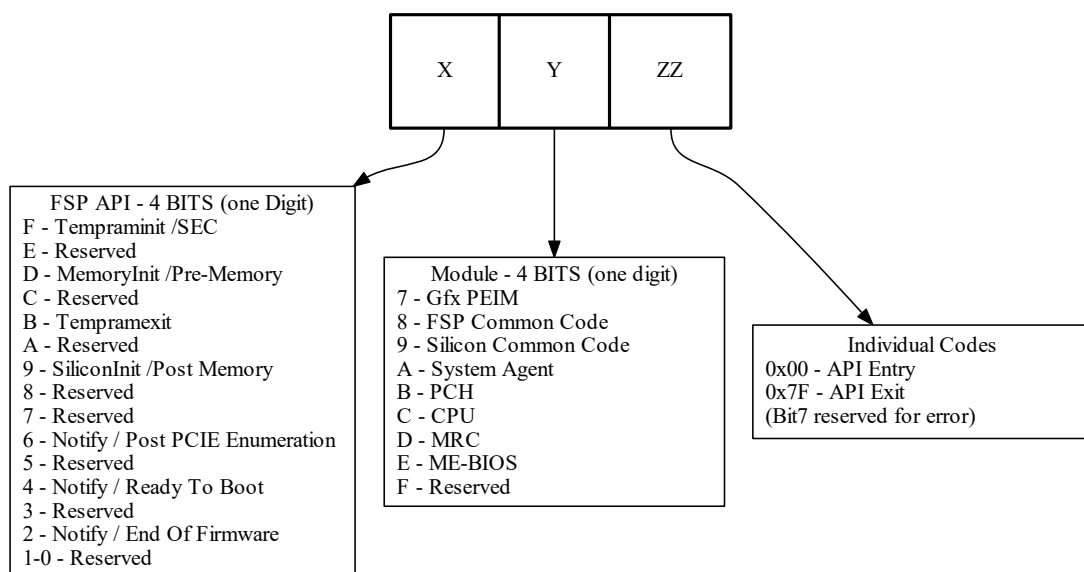 X
Y
ZZ
FSP API - 4 BITS (one Digit)
F - Tempraminit /SEC
E - Reserved
D - MemoryInit /Pre-Memory
C - Reserved
B - Tempramexit
A - Reserved
9 - SiliconInit /Post Memory
8 - Reserved
7 - Reserved
6 - Notify / Post PCIE Enumeration
5 - Reserved
4 - Notify / Ready To Boot
3 - Reserved
2 - Notify / End Of Firmware
1-0 - Reserved
Module - 4 BITS (one digit)
7 - Gfx PEIM
8 - FSP Common Code
9 - Silicon Common Code
A - System Agent
B - PCH
C - CPU
D - MRC
E - ME-BIOS
F - Reserved
Individual Codes
0x00 - API Entry
0x7F - API Exit
(Bit7 reserved for error)